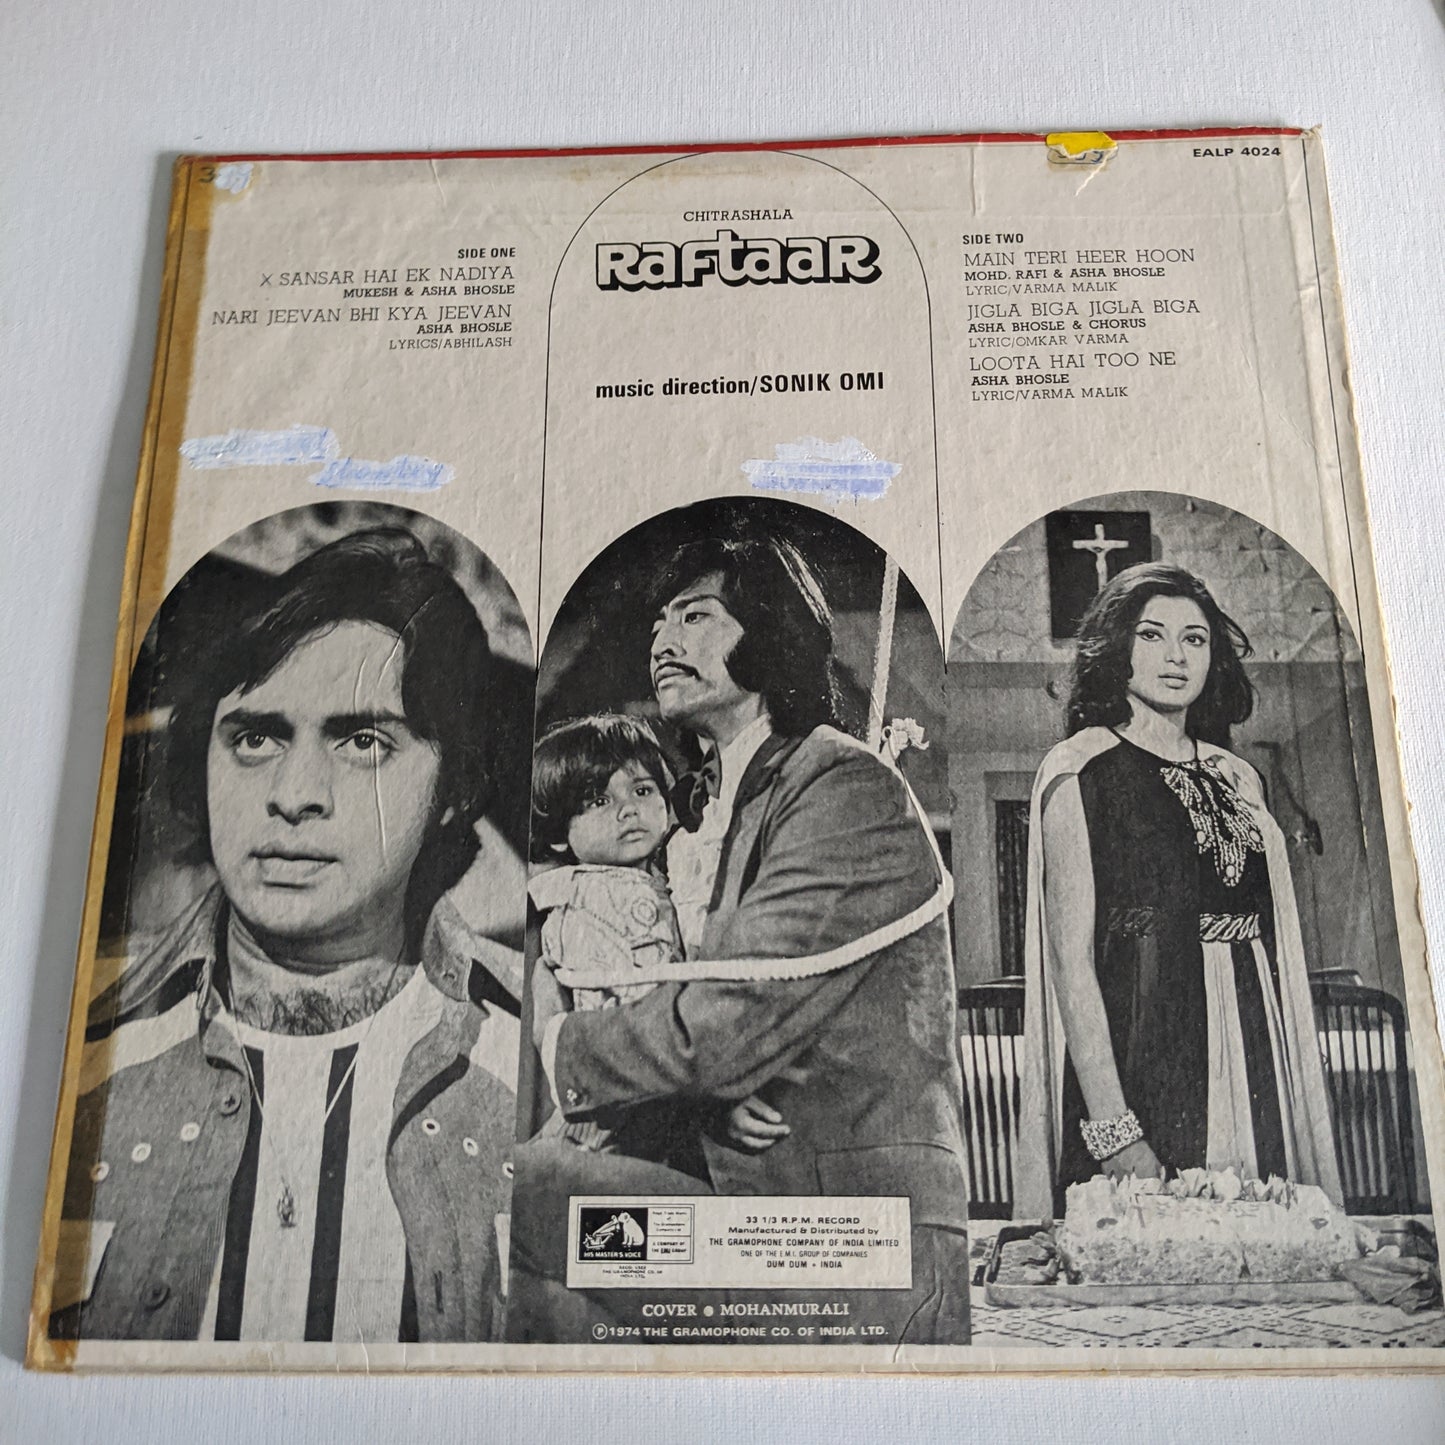 EALP 4024
CHITRASHALA
Raftaar
music direction/SONIK OMI
SIDE ONE
X SANSAR HAI EK NADIYA
MUKESH & ASHA BHOSLE
NARI JEEVAN BHI KYA JEEVAN
ASHA BHOSLE
LYRICS/ABHILASH
SIDE TWO
MAIN TERI HEER HOON
MOHD. RAFI & ASHA BHOSLE
LYRIC/VARMA MALIK
JIGLA BIGA JIGLA BIGA
ASHA BHOSLE & CHORUS
LYRIC/OMKAR VARMA
LOOTA HAI TOO NE
ASHA BHOSLE
LYRIC/VARMA MALIK
HIS MASTER'S VOICE
33 1/3 R.P.M. RECORD
Manufactured & Distributed by
THE GRAMOPHONE COMPANY OF INDIA LIMITED
ONE OF THE E.M.I. GROUP OF COMPANIES
DUM DUM • INDIA
COVER ● MOHANMURALI
Ⓟ1974 THE GRAMOPHONE CO. OF INDIA LTD.